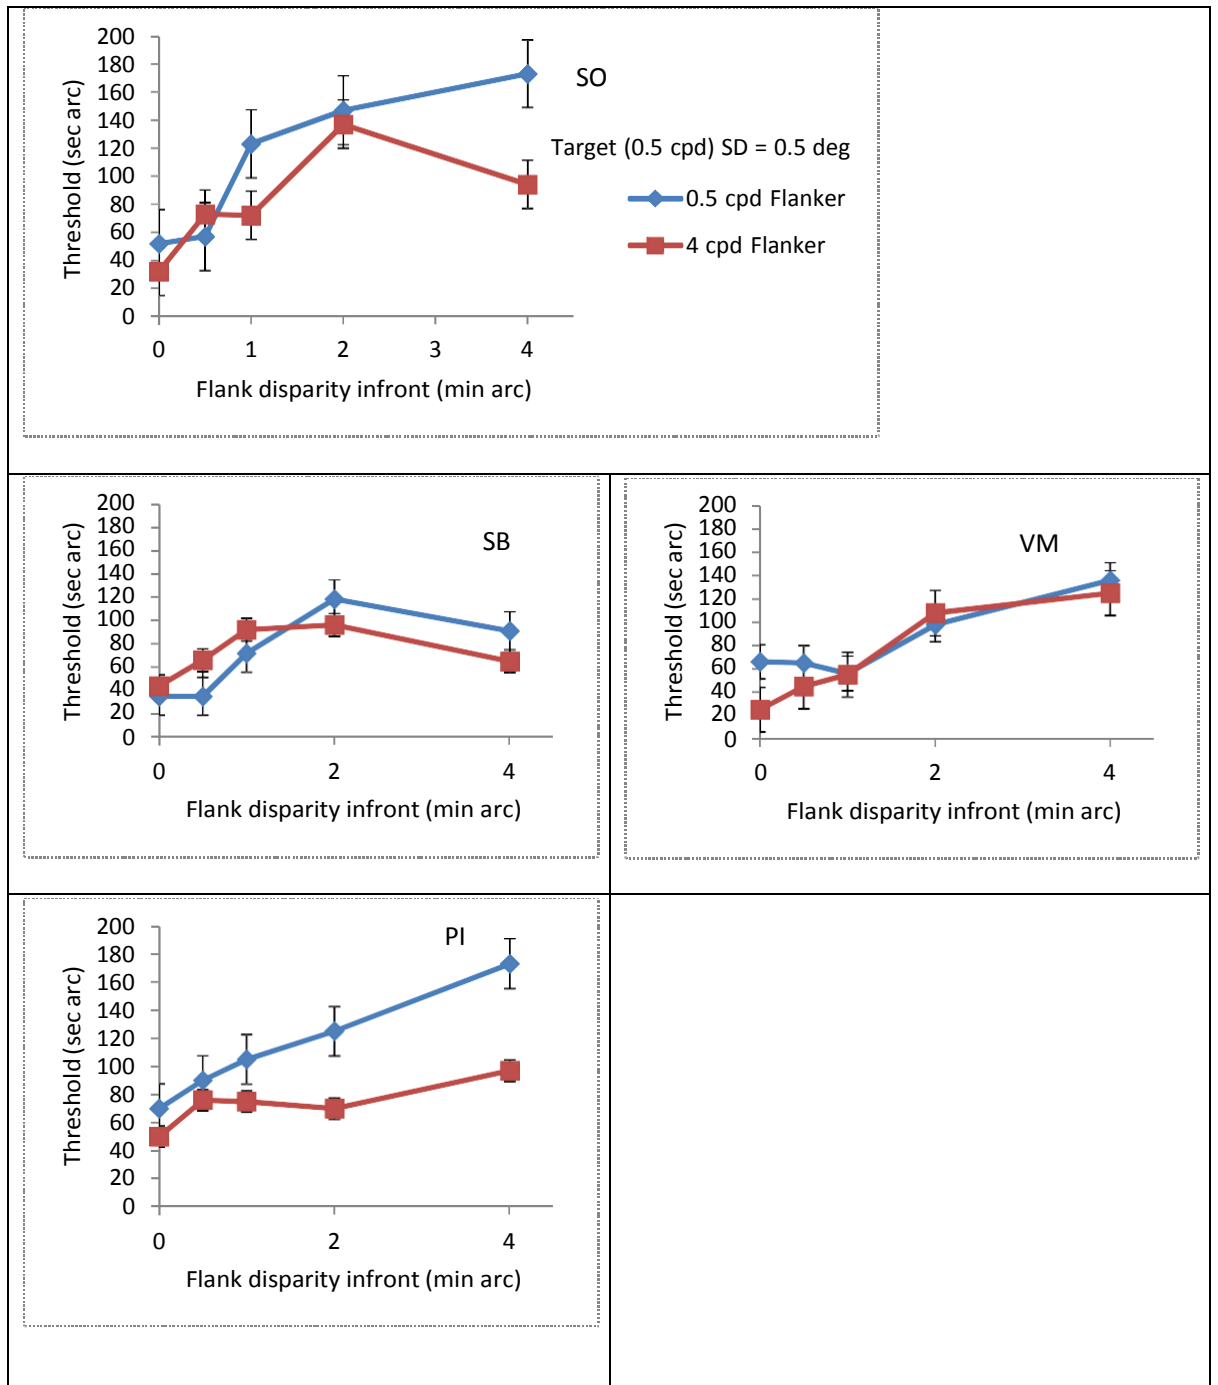 200
180
160
140
120
100
80
60
40
20
0
Threshold (sec arc)
SO
Target (0.5 cpd) SD = 0.5 deg
0.5 cpd Flanker
4 cpd Flanker
0 1 2 3 4
Flank disparity infront (min arc)
200
180
160
140
120
100
80
60
40
20
0
Threshold (sec arc)
SB
0 2 4
Flank disparity infront (min arc)
200
180
160
140
120
100
80
60
40
20
0
Threshold (sec arc)
VM
0 2 4
Flank disparity infront (min arc)
200
180
160
140
120
100
80
60
40
20
0
Threshold (sec arc)
PI
0 2 4
Flank disparity infront (min arc)